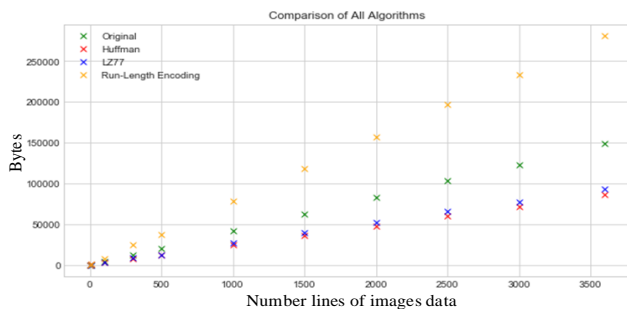 Comparison of All Algorithms
Original
Huffman
LZ77
Run-Length Encoding
250000
200000
150000
100000
50000
0
Bytes
0 500 1000 1500 2000 2500 3000 3500
Number lines of images data